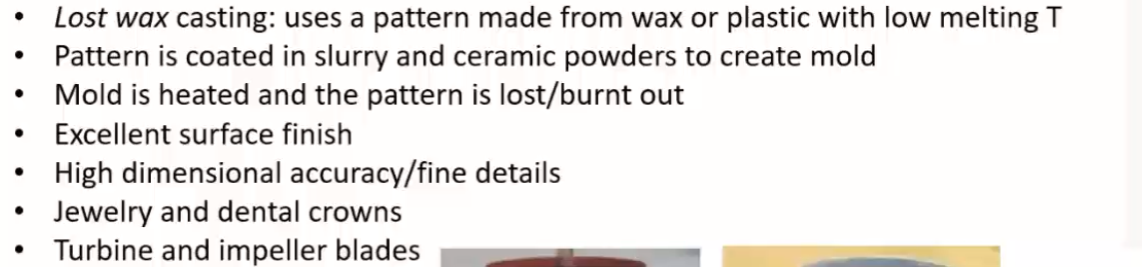 • Lost wax casting: uses a pattern made from wax or plastic with low melting T
• Pattern is coated in slurry and ceramic powders to create mold
• Mold is heated and the pattern is lost/burnt out
• Excellent surface finish
• High dimensional accuracy/fine details
• Jewelry and dental crowns
• Turbine and impeller blades